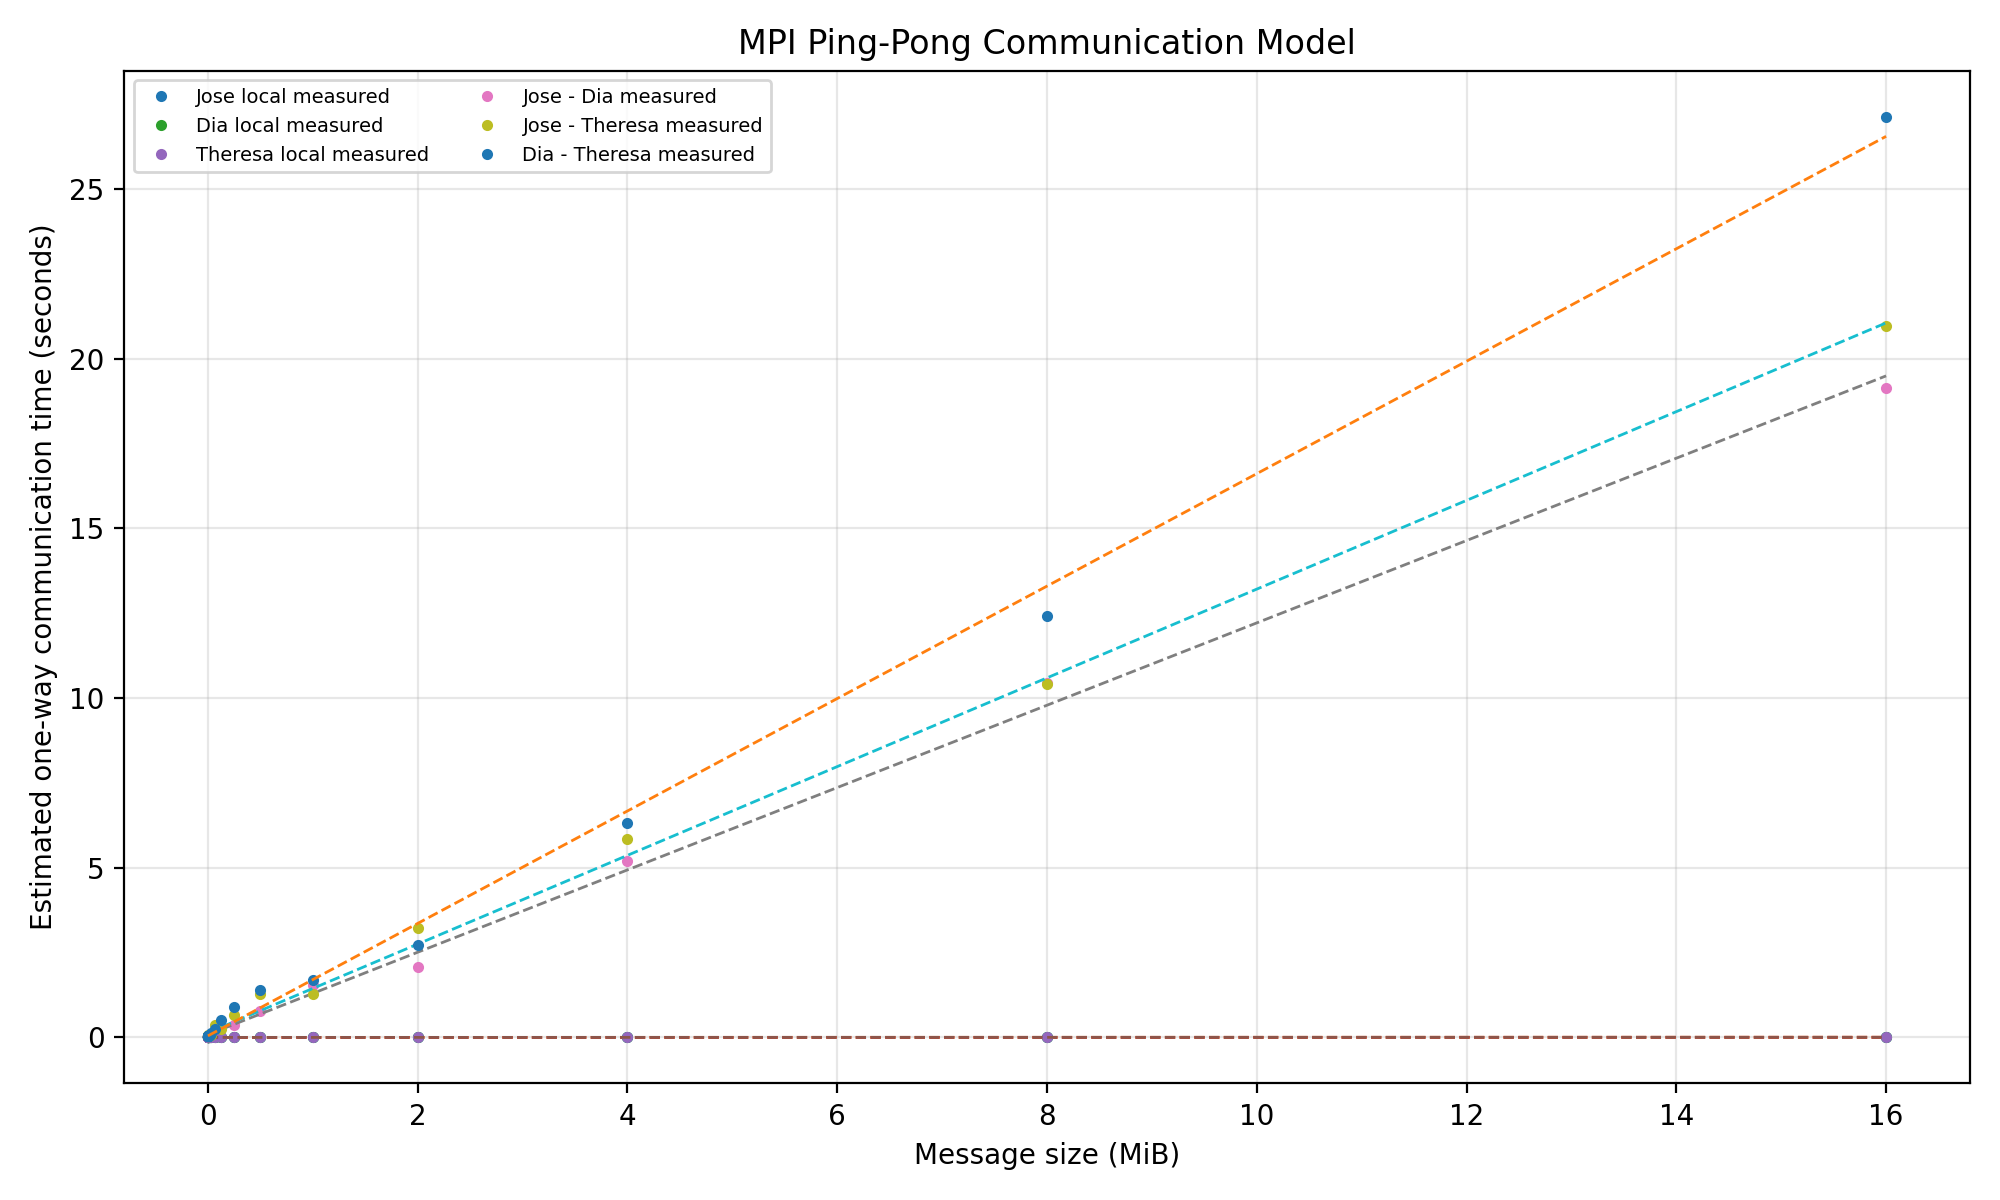 MPI Ping-Pong Communication Model
Jose local measured
Dia local measured
Theresa local measured
Jose - Dia measured
Jose - Theresa measured
Dia - Theresa measured
Estimated one-way communication time (seconds)
25
20
15
10
5
0
0 2 4 6 8 10 12 14 16
Message size (MiB)